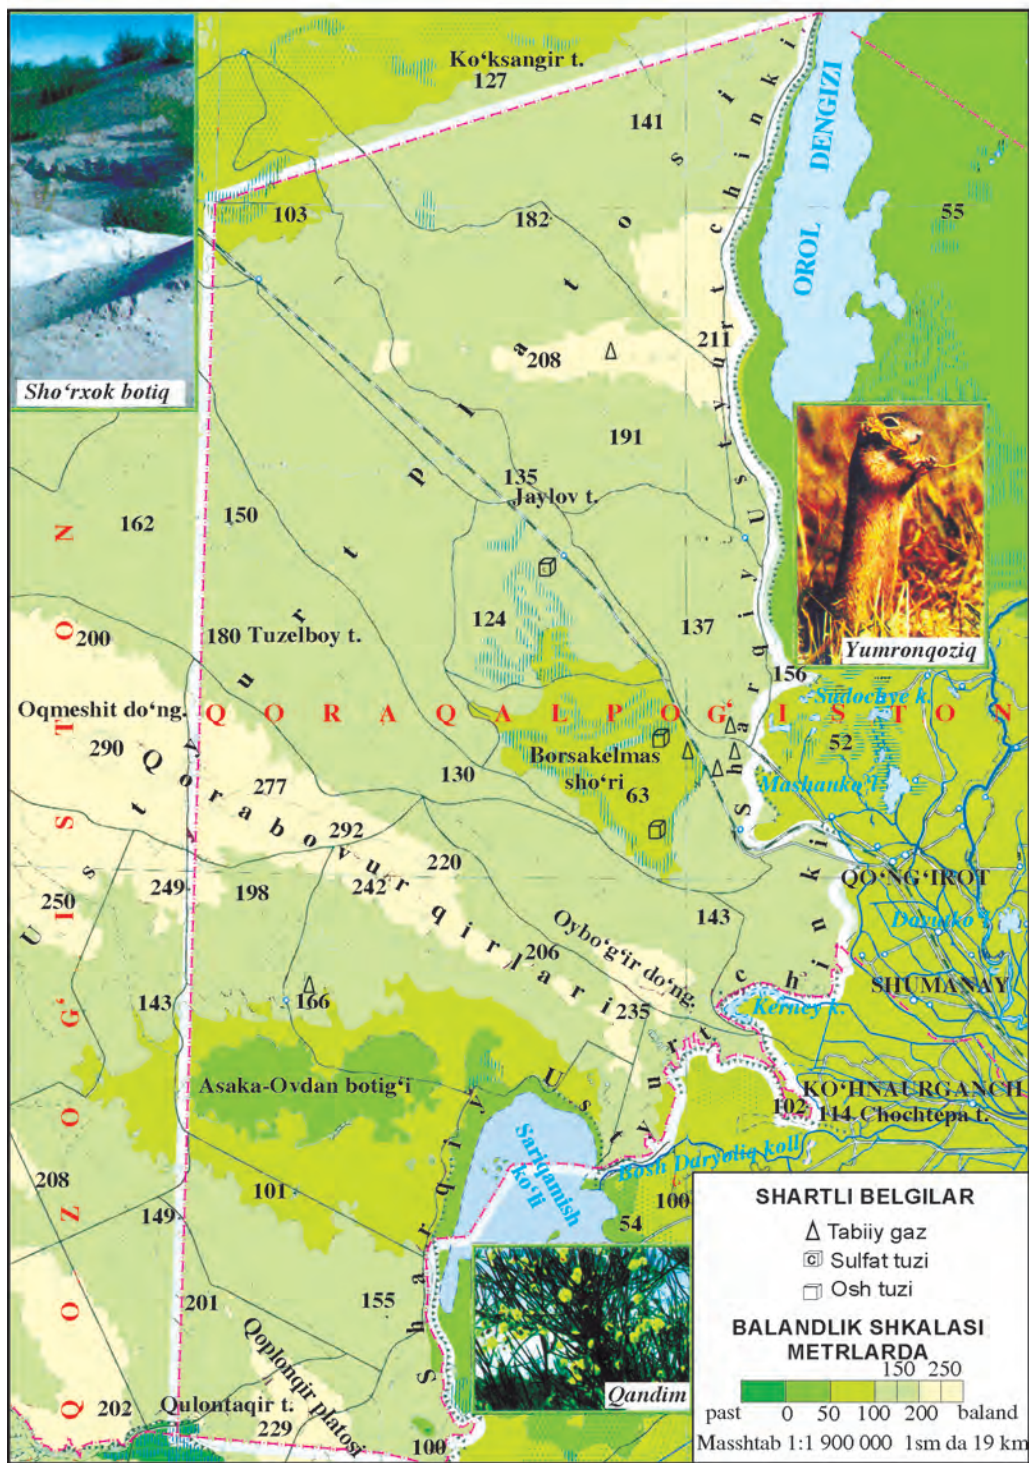 Ko‘ksangir t.
127
141
OROL DENGIZI
103
182
55
Sho‘rxok botiq
211
208
191
135
Jaylov t.
162
150
124
137
Yumronqoziq
200
180 Tuzelboy t.
156
Sudochye k.
Oqmeshit do‘ng.
QORAQALPOG‘ISTON
290
52
Borsakelmas
sho‘ri
63
130
277
Mashanko‘l
292
220
242
249
198
250
QO‘NG‘IROT
143
Oybo‘g‘ir do‘ng.
206
SHUMANAY
143
166
235
Kerney k.
Ustyurt platosi
Qorabovur qirlari
Sharqiy Ustyurt chinki
Sharqiy Ustyurt chinki
QOZOG‘ISTON
Asaka-Ovdan botig‘i
KO‘HNAURGANCH
102
114 Chochtepa t.
Sariqamish
ko‘li
Bosh Daryoliq koll
208
101
149
100
54
201
155
Qoplonqir platosi
Qulontaqir t.
202
229
100
Qandim
SHARTLI BELGILAR
Tabiiy gaz
C Sulfat tuzi
Osh tuzi
BALANDLIK SHKALASI
METRLARDA
150 250
past 0 50 100 200 baland
Masshtab 1:1 900 000 1sm da 19 km